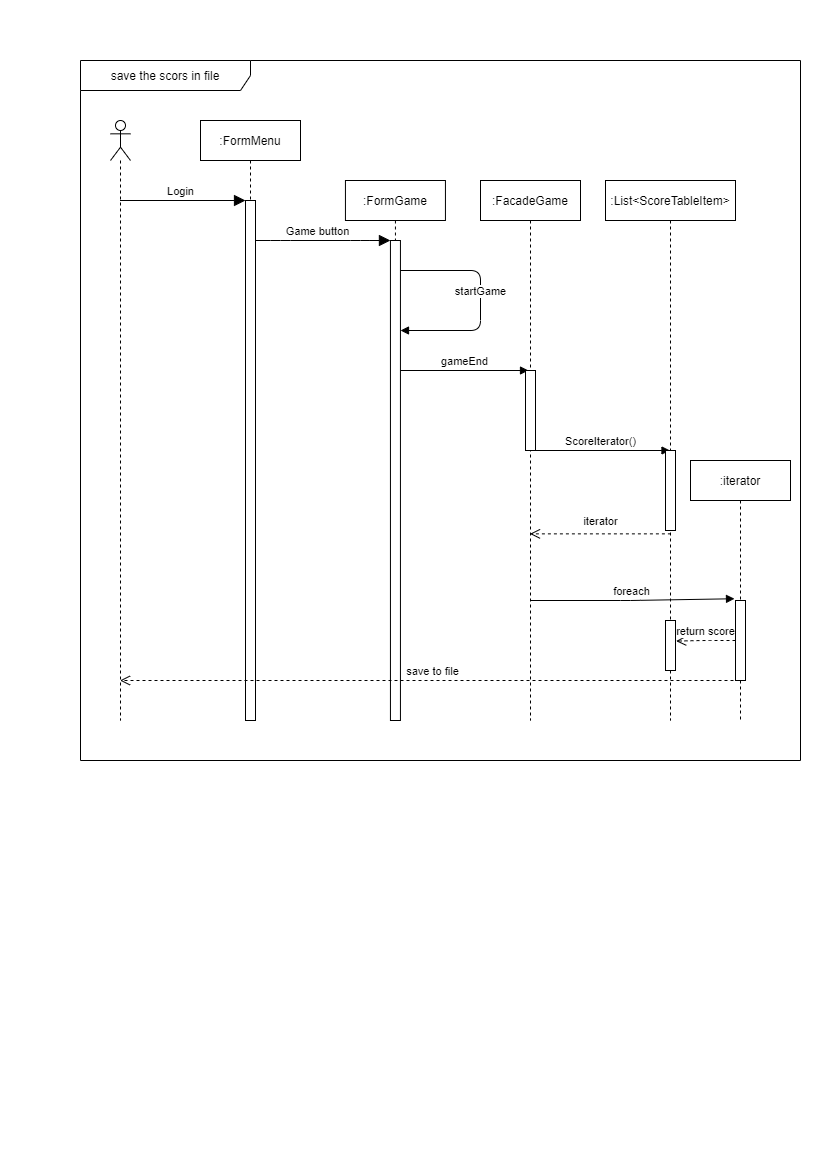 save the scors in file
:FormMenu
Login
:FormGame
:FacadeGame
:List<ScoreTableItem>
Game button
startGame
gameEnd
ScoreIterator()
:iterator
iterator
foreach
return score
save to file